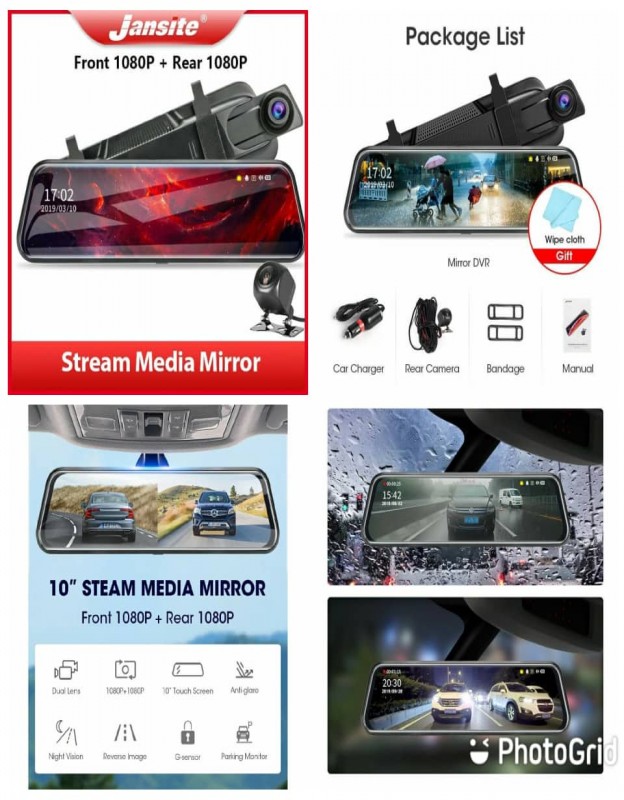 Jansite®
Front 1080P + Rear 1080P
17:02
2019/03/10
Stream Media Mirror
Package List
17:02
2019/03/10
Wipe cloth
Gift
Mirror DVR
Car Charger
Rear Camera
Bandage
Manual
10” STEAM MEDIA MIRROR
Front 1080P + Rear 1080P
Dual Lens
1080P+1080P
10" Touch Screen
Anti-glare
Night Vision
Reverse Image
G-sensor
Parking Monitor
15:42
20:30
PhotoGrid